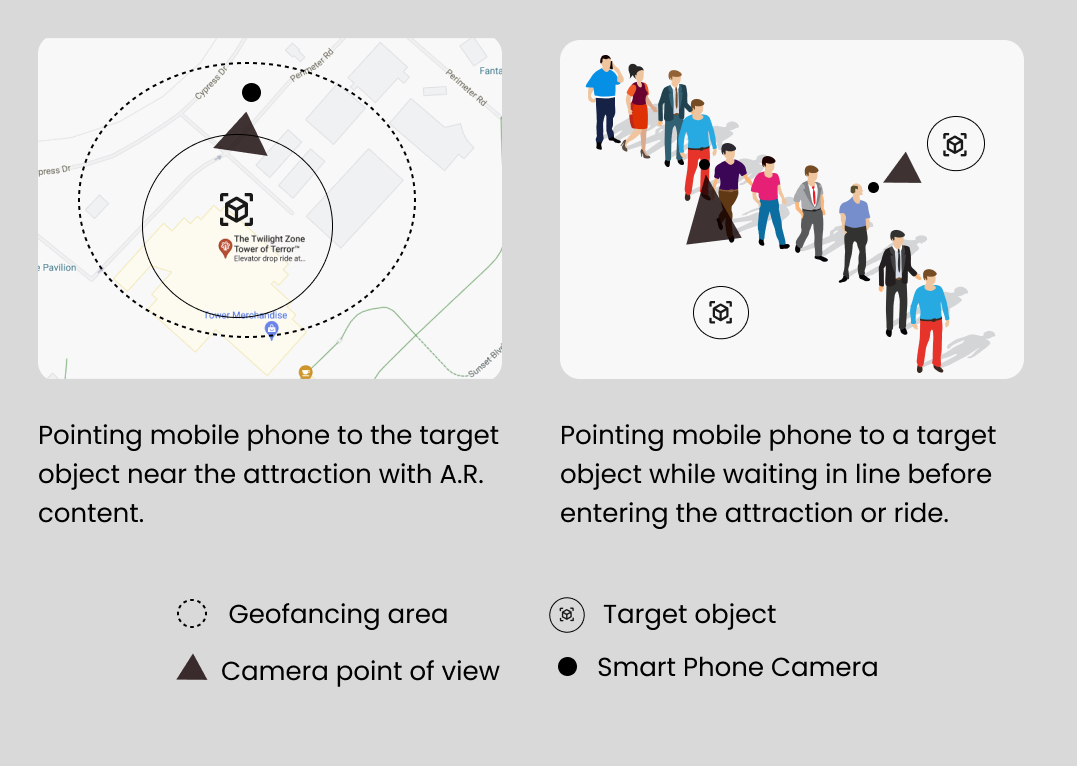 Cypress Dr
Perimeter Rd
Perimeter Rd
Fanta
press Dr
The Twilight Zone
Tower of Terror™
Elevator drop ride at...
e Pavilion
Tower Merchandise
Sunset Blv
Pointing mobile phone to the target
object near the attraction with A.R.
content.
Pointing mobile phone to a target
object while waiting in line before
entering the attraction or ride.
Geofancing area
Target object
Camera point of view
Smart Phone Camera